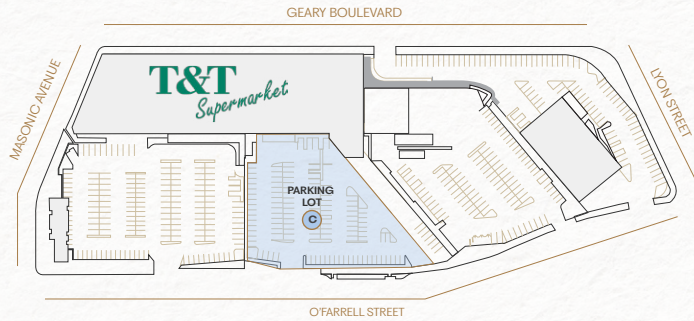 GEARY BOULEVARD
MASONIC AVENUE
T&T
Supermarket
LYON STREET
PARKING
LOT
C
O'FARRELL STREET